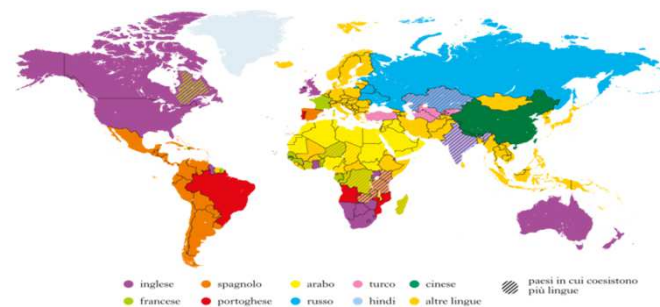 inglese spagnolo arabo turco cinese paesi in cui coesistono
più lingue
francese portoghese russo hindi altre lingue